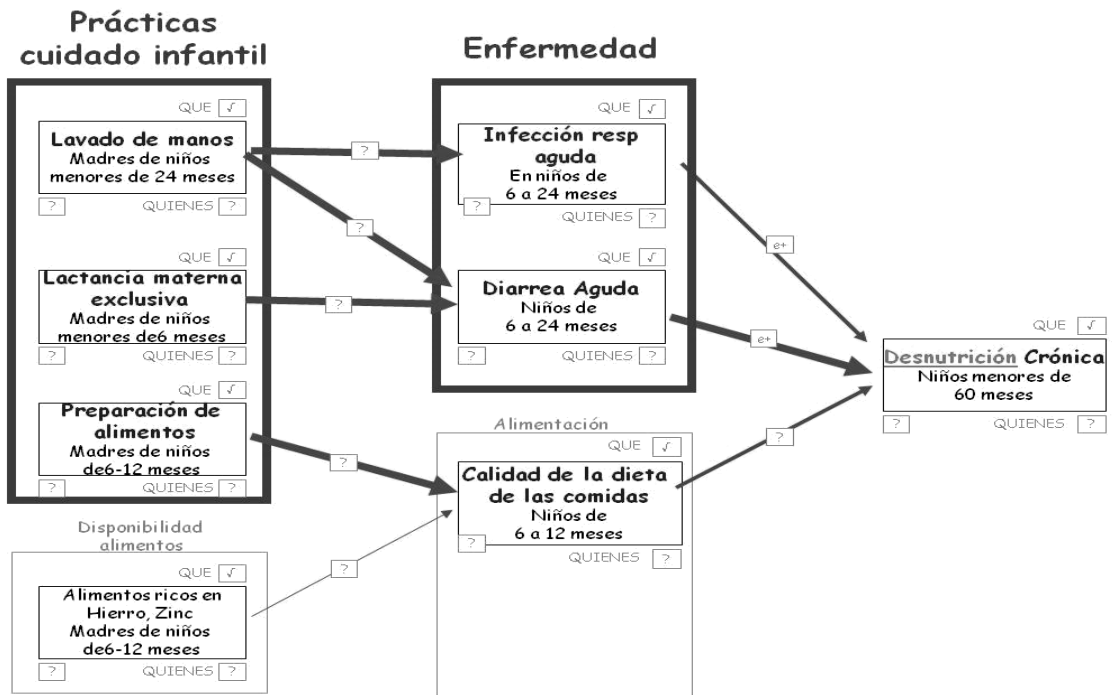 Prácticas
cuidado infantil
QUE √
Lavado de manos
Madres de niños
menores de 24 meses
? QUIENES ?
QUE √
Lactancia materna
exclusiva
Madres de niños
menores de6 meses
? QUIENES ?
QUE √
Preparación de
alimentos
Madres de niños
de6-12 meses
? QUIENES ?
Disponibilidad
alimentos
QUE √
Alimentos ricos en
Hierro, Zinc
Madres de niños
de6-12 meses
? QUIENES ?
?
?
?
?
?
Enfermedad
QUE √
Infección resp
aguda
En niños de
6 a 24 meses
?
QUIENES ?
QUE √
Diarrea Aguda
Niños de
6 a 24 meses
? QUIENES ?
Alimentación
QUE √
Calidad de la dieta
de las comidas
Niños de
6 a 12 meses
?
QUIENES ?
e+
e+
?
QUE √
Desnutrición Crónica
Niños menores de
60 meses
? QUIENES ?